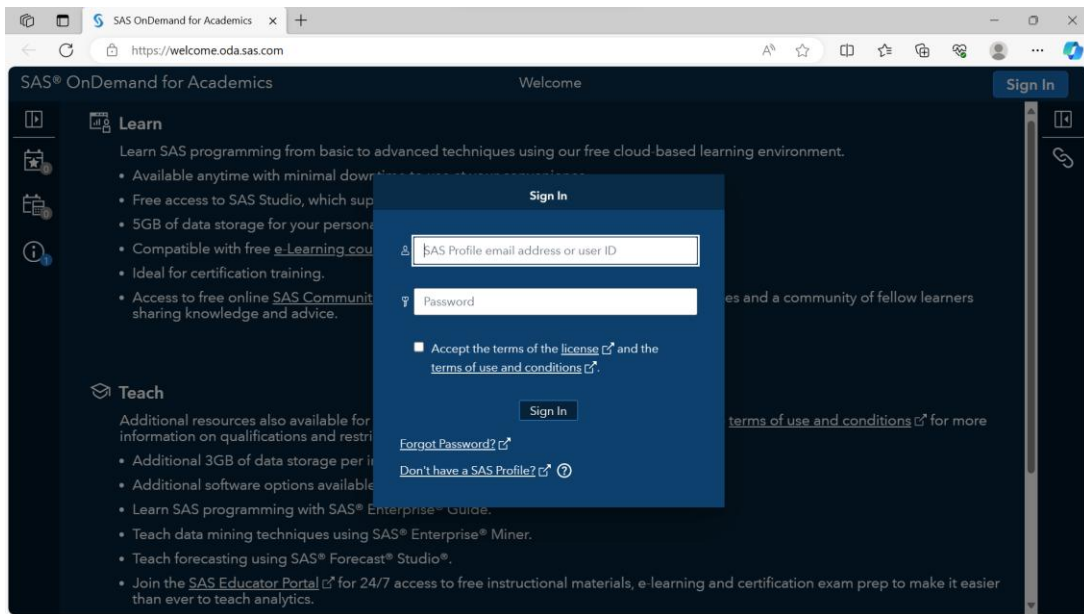 SAS OnDemand for Academics
https://welcome.oda.sas.com
SAS® OnDemand for Academics
Welcome
Sign In
Learn
Learn SAS programming from basic to advanced techniques using our free cloud-based learning environment.
• Available anytime with minimal
• Free access to SAS Studio, which
• 5GB of data storage for your
• Compatible with free e-Learning
• Ideal for certification training.
• Access to free online SAS and a community of fellow learners
sharing knowledge and advice.
Sign In
SAS Profile email address or user ID
Password
Accept the terms of the license and the
terms of use and conditions.
Sign In
Forgot Password?
Don't have a SAS Profile?
Teach
Additional resources also available for terms of use and conditions for more
information on qualifications and
• Additional 3GB of data storage per
• Additional software options available
• Learn SAS programming with SAS® Enterprise® Guide.
• Teach data mining techniques using SAS® Enterprise® Miner.
• Teach forecasting using SAS® Forecast® Studio®.
• Join the SAS Educator Portal for 24/7 access to free instructional materials, e-learning and certification exam prep to make it easier
than ever to teach analytics.
0
0
1